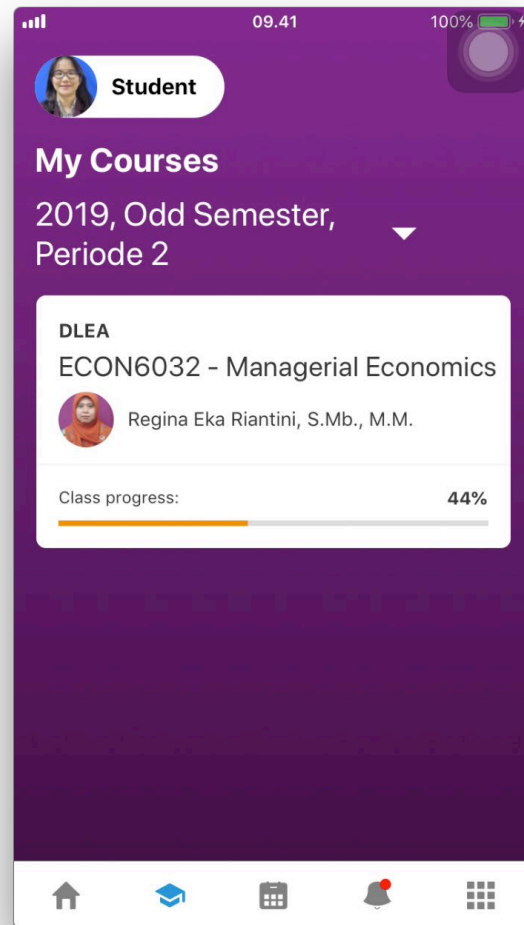 09.41
100%
Student
My Courses
2019, Odd Semester,
Periode 2
DLEA
ECON6032 - Managerial Economics
Regina Eka Riantini, S.Mb., M.M.
Class progress:
44%